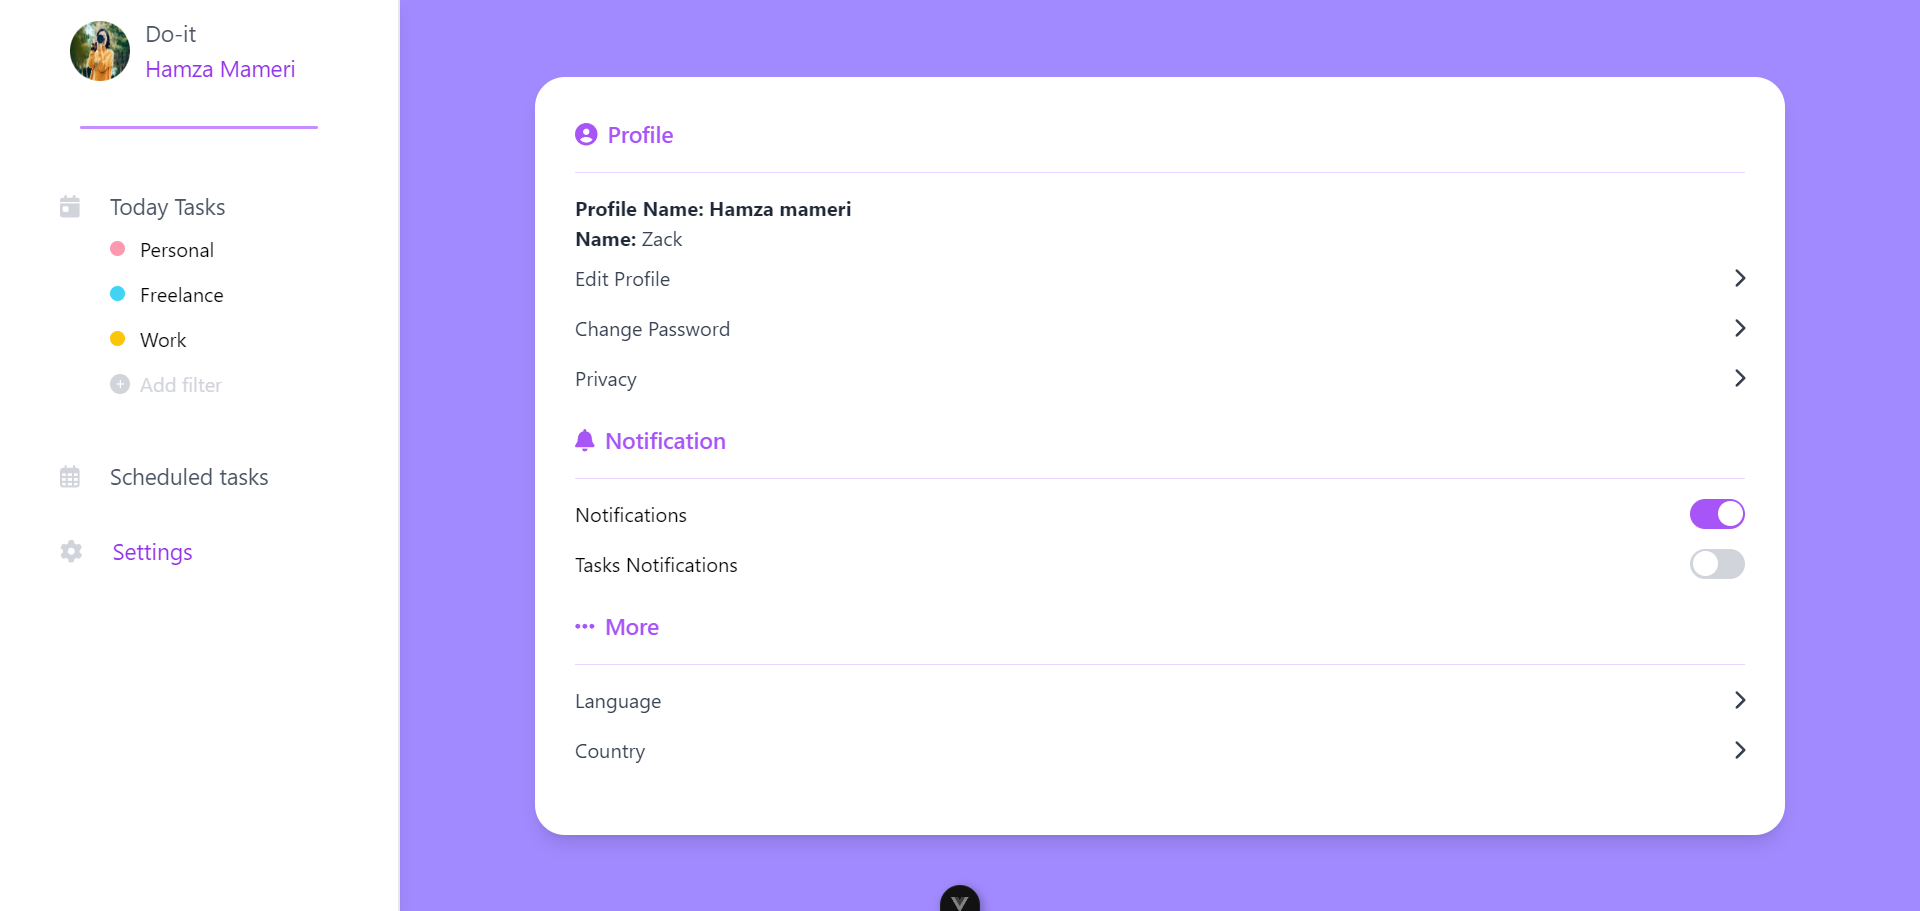 Do-it
Hamza Mameri
Today Tasks
Personal
Freelance
Work
Add filter
Scheduled tasks
Settings
Profile
Profile Name: Hamza mameri
Name: Zack
Edit Profile
Change Password
Privacy
Notification
Notifications
Tasks Notifications
More
Language
Country